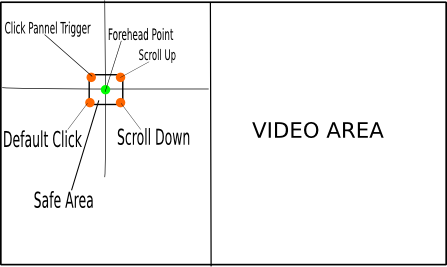 Click Pannel Trigger
Forehead Point
Scroll Up
Default Click
Scroll Down
Safe Area
VIDEO AREA